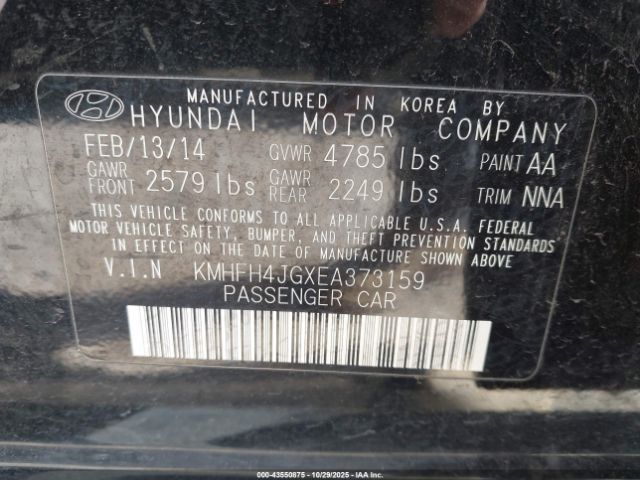 MANUFACTURED IN KOREA BY
HYUNDAI MOTOR COMPANY
FEB/13/14 GVWR 4785 lbs PAINT AA
GAWR FRONT 2579 lbs GAWR REAR 2249 lbs TRIM NNA
THIS VEHICLE CONFORMS TO ALL APPLICABLE U.S.A. FEDERAL
MOTOR VEHICLE SAFETY, BUMPER, AND THEFT PREVENTION STANDARDS
IN EFFECT ON THE DATE OF MANUFACTURE SHOWN ABOVE.
V.I.N KMHFH4JGXEA373159
PASSENGER CAR
000-43550875 - 10/29/2025 - IAA Inc.